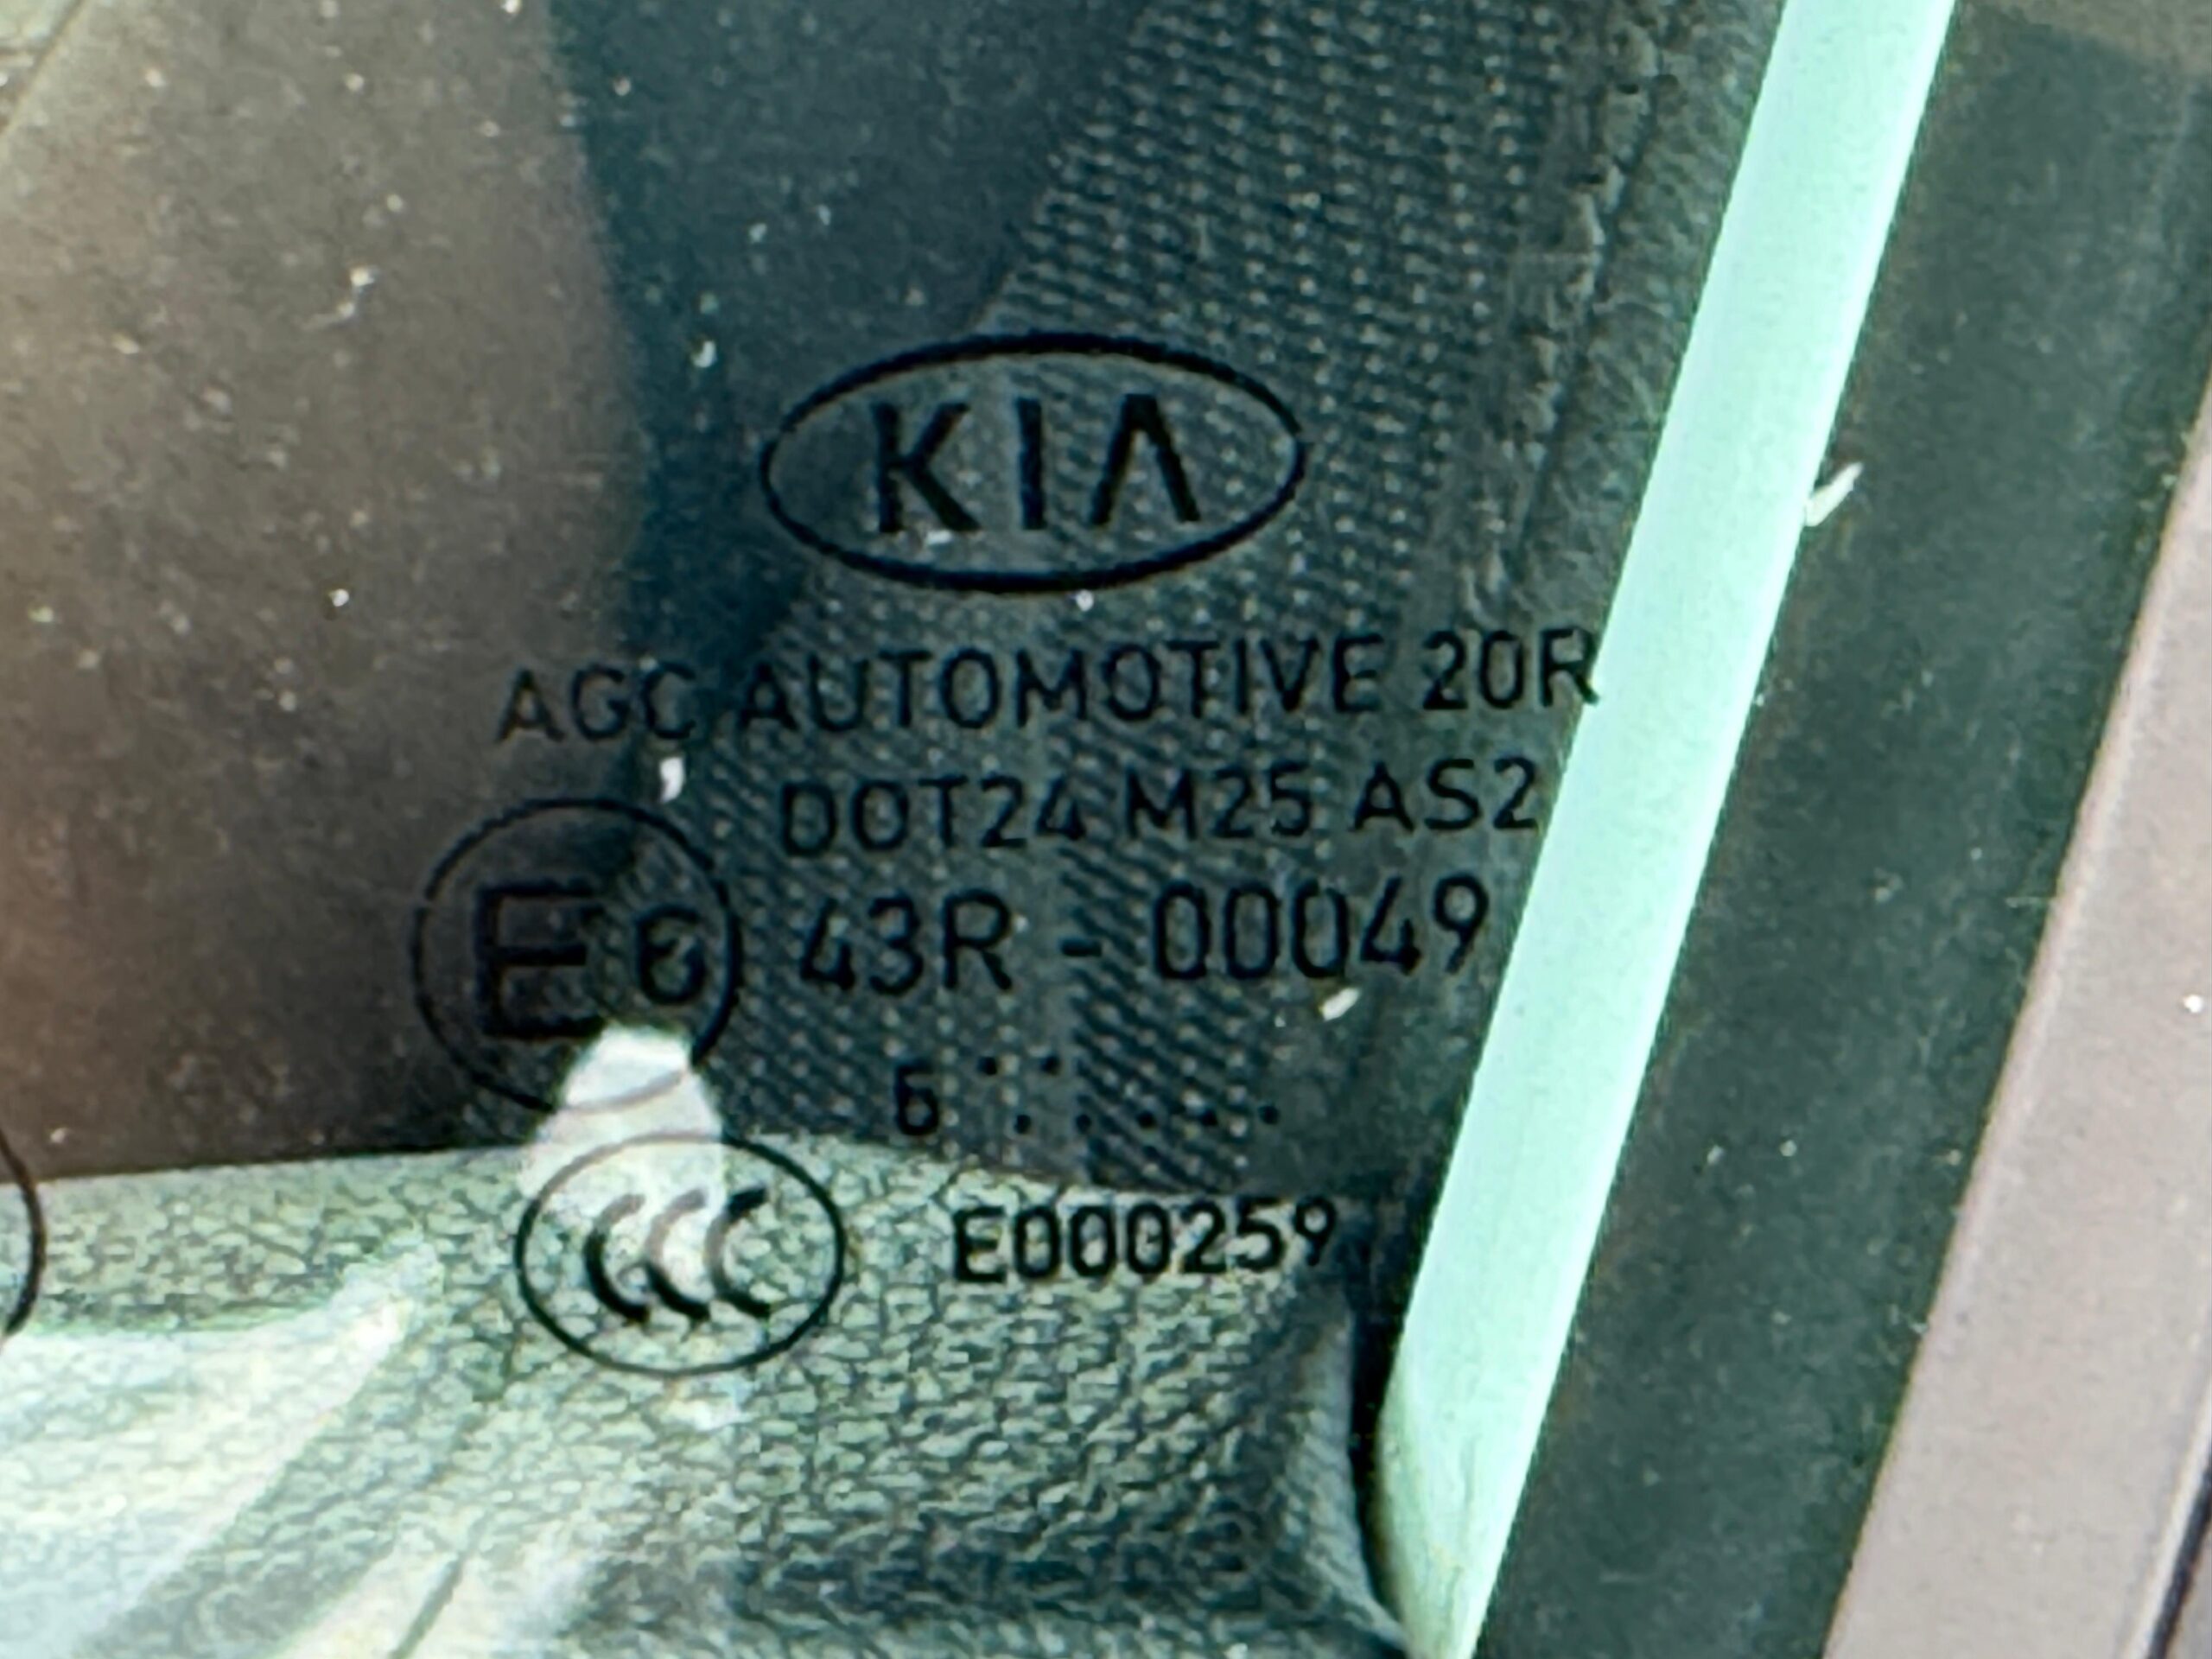 KIA
AGC AUTOMOTIVE 20R
DOT24 M25 AS2
E6 43R - 00049
6 .. . . . . .
CCC E000259